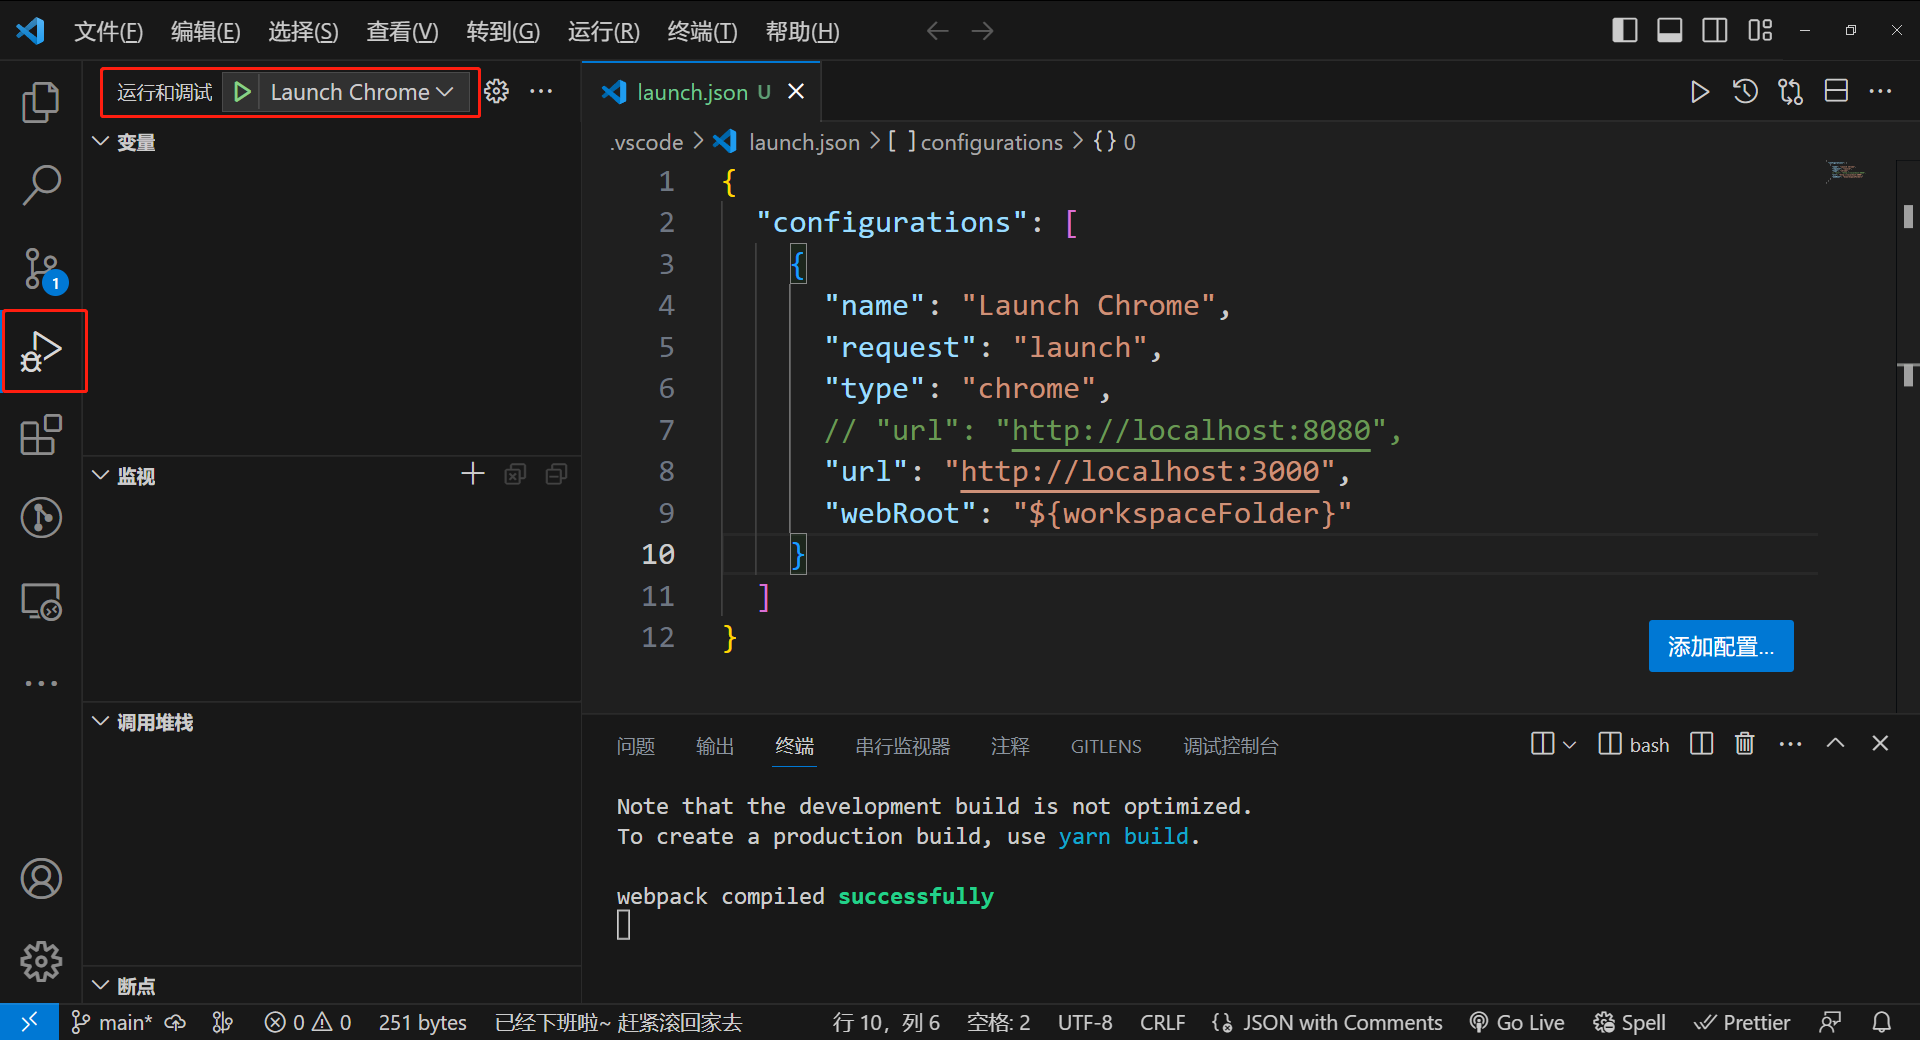 文件(F) 编辑(E) 选择(S) 查看(V) 转到(G) 运行(R) 终端(T) 帮助(H)
运行和调试 Launch Chrome
变量
1
监视
调用堆栈
断点
launch.json U
.vscode > launch.json > [ ] configurations > {} 0
1 {
2 "configurations": [
3 {
4 "name": "Launch Chrome",
5 "request": "launch",
6 "type": "chrome",
7 // "url": "http://localhost:8080",
8 "url": "http://localhost:3000",
9 "webRoot": "${workspaceFolder}"
10 }
11 ]
12 }
添加配置...
问题 输出 终端 串行监视器 注释 GITLENS 调试控制台 bash
Note that the development build is not optimized.
To create a production build, use yarn build.
webpack compiled successfully
main* 0 0 251 bytes 已经下班啦~ 赶紧滚回家去 行 10，列 6 空格: 2 UTF-8 CRLF JSON with Comments Go Live Spell Prettier